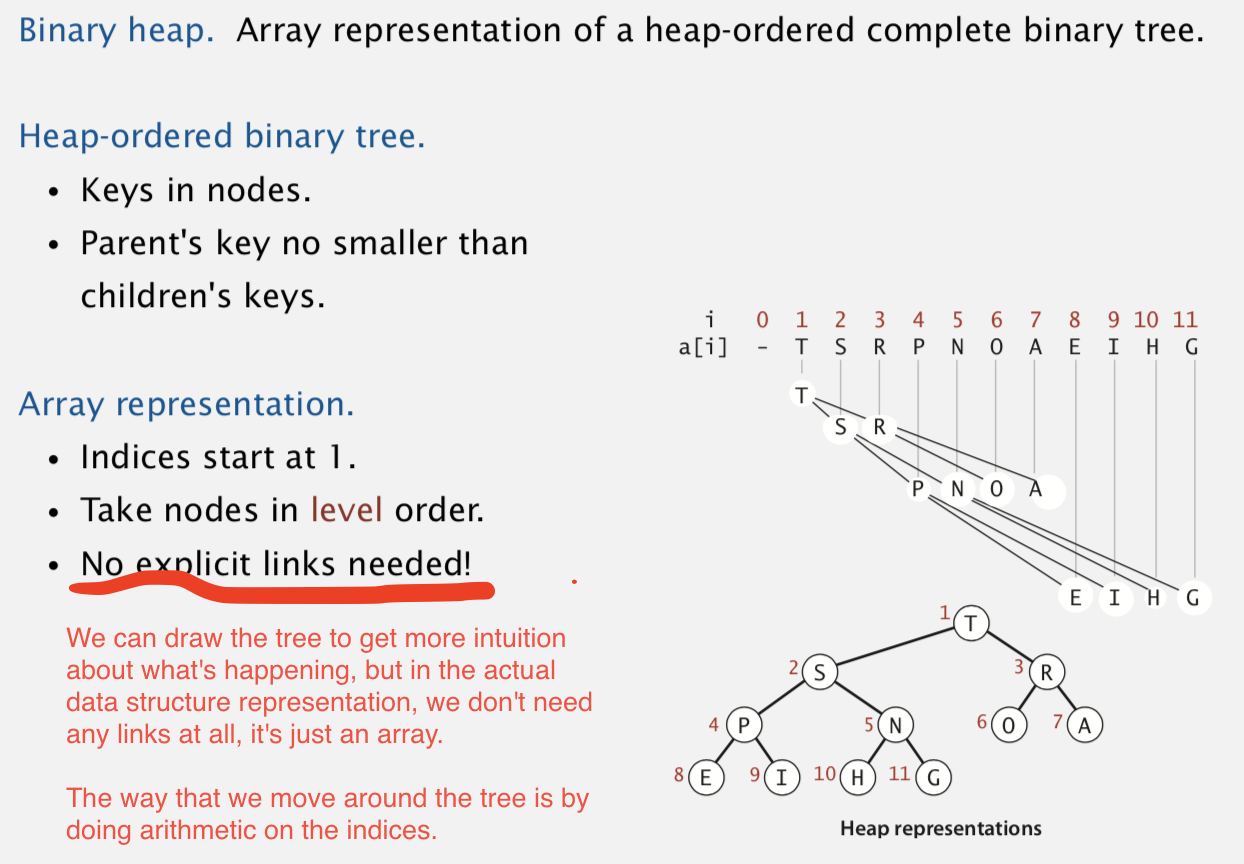 Binary heap. Array representation of a heap-ordered complete binary tree.
Heap-ordered binary tree.
• Keys in nodes.
• Parent's key no smaller than
children's keys.
Array representation.
• Indices start at 1.
• Take nodes in level order.
• No explicit links needed!
We can draw the tree to get more intuition
about what's happening, but in the actual
data structure representation, we don't need
any links at all, it's just an array.
The way that we move around the tree is by
doing arithmetic on the indices.
i 0 1 2 3 4 5 6 7 8 9 10 11
a[i] – T S R P N O A E I H G
T
S R
P N O A
E I H G
1 T
2 S 3 R
4 P 5 N 6 O 7 A
8 E 9 I 10 H 11 G
Heap representations